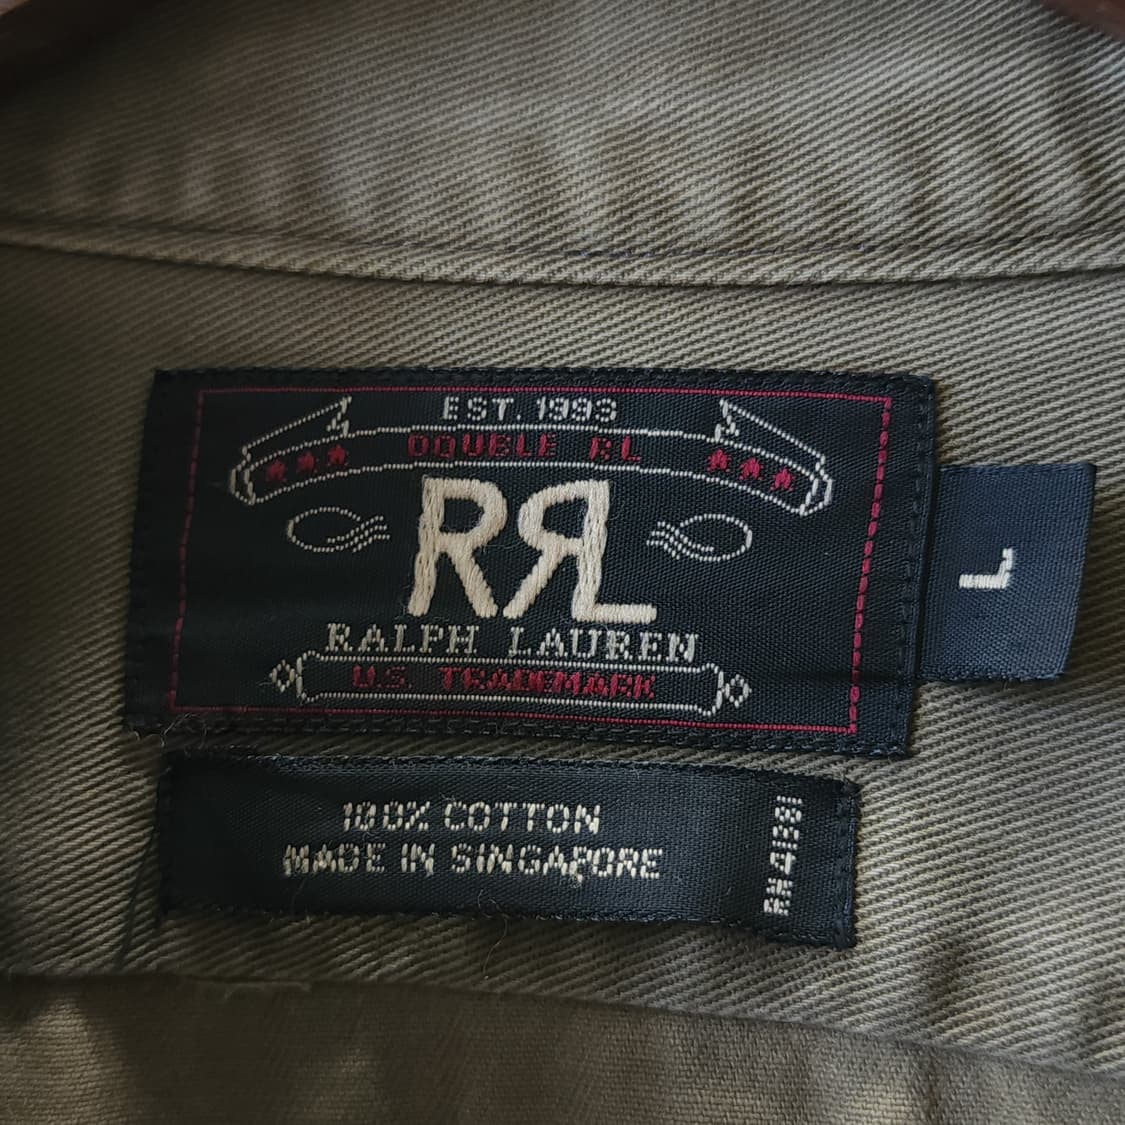 EST. 1993
DOUBLE RL
RRL
RALPH LAUREN
U.S. TRADEMARK
L
100% COTTON
MADE IN SINGAPORE
RN41381